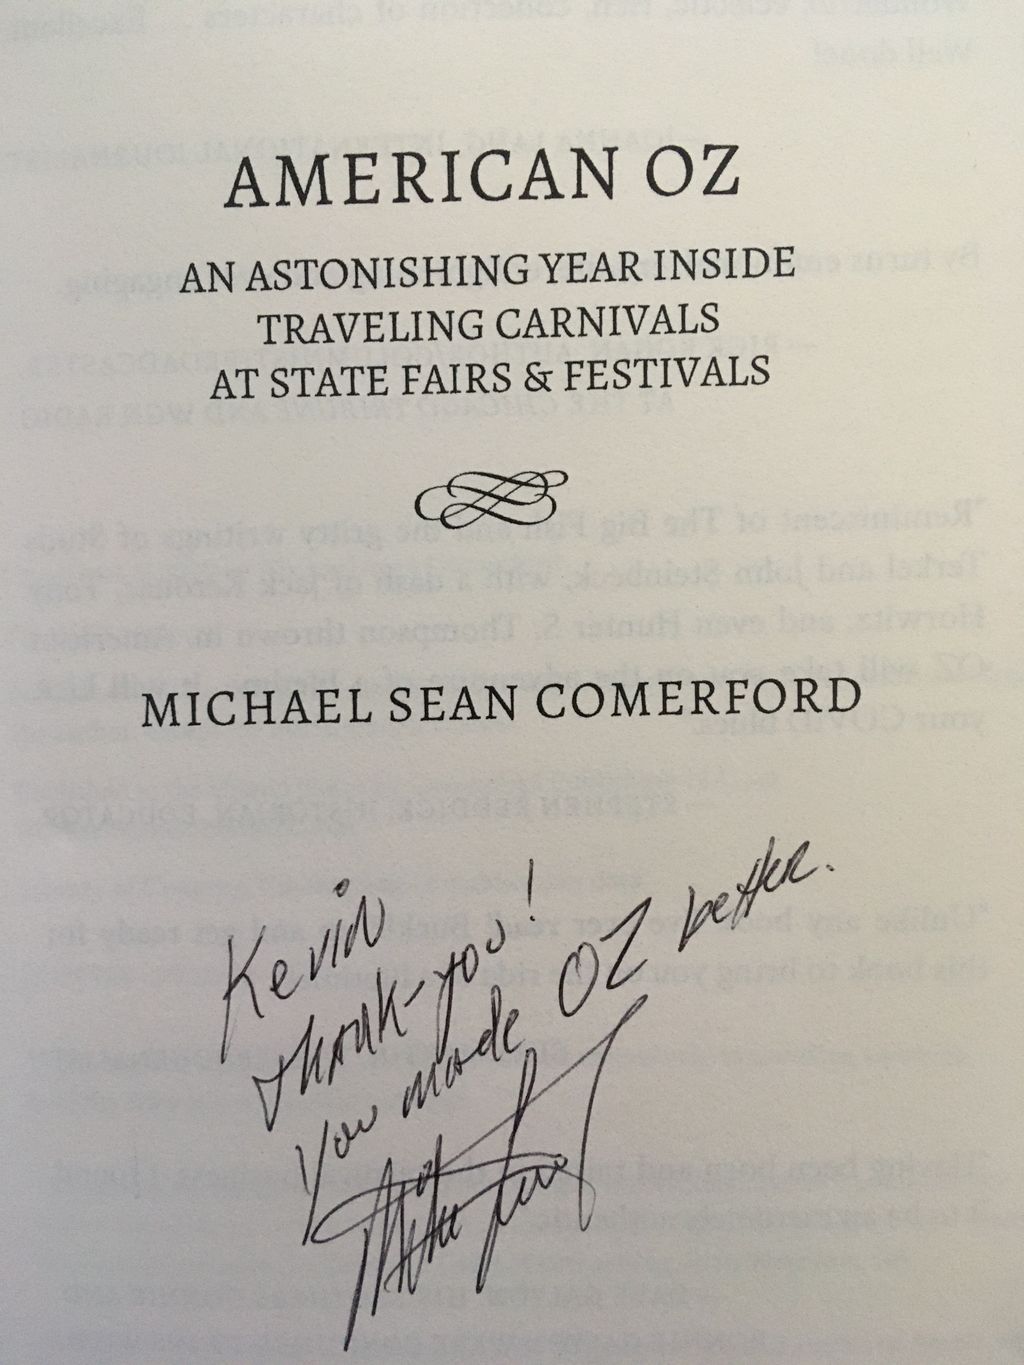 AMERICAN OZ
AN ASTONISHING YEAR INSIDE
TRAVELING CARNIVALS
AT STATE FAIRS & FESTIVALS
MICHAEL SEAN COMERFORD
Kevin
Thank-you!
You made OZ better.